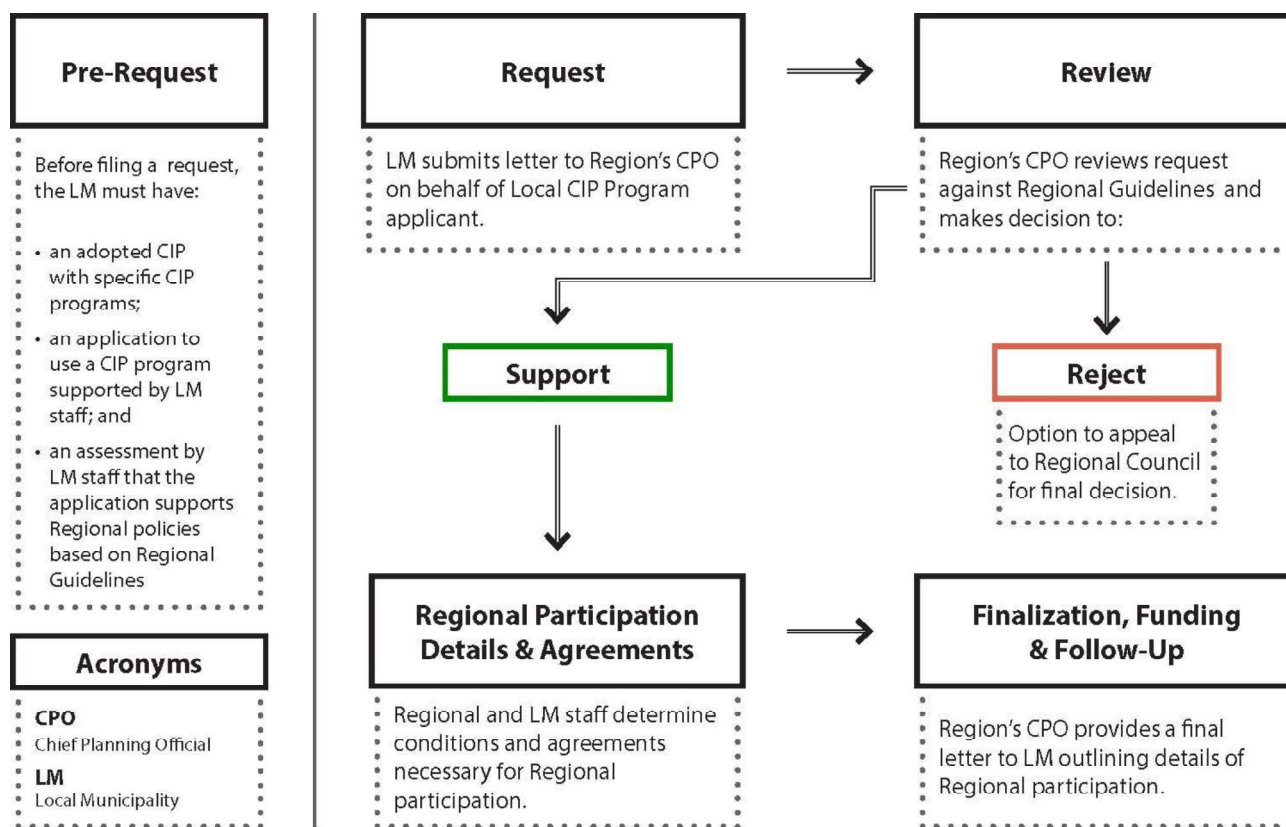 Pre-Request
Before filing a request,
the LM must have:
• an adopted CIP
with specific CIP
programs;
• an application to
use a CIP program
supported by LM
staff; and
• an assessment by
LM staff that the
application supports
Regional policies
based on Regional
Guidelines
Acronyms
CPO
Chief Planning Official
LM
Local Municipality
Request
LM submits letter to Region's CPO
on behalf of Local CIP Program
applicant.
Review
Region's CPO reviews request
against Regional Guidelines and
makes decision to:
Support
Reject
Option to appeal
to Regional Council
for final decision.
Regional Participation
Details & Agreements
Regional and LM staff determine
conditions and agreements
necessary for Regional
participation.
Finalization, Funding
& Follow-Up
Region's CPO provides a final
letter to LM outlining details of
Regional participation.